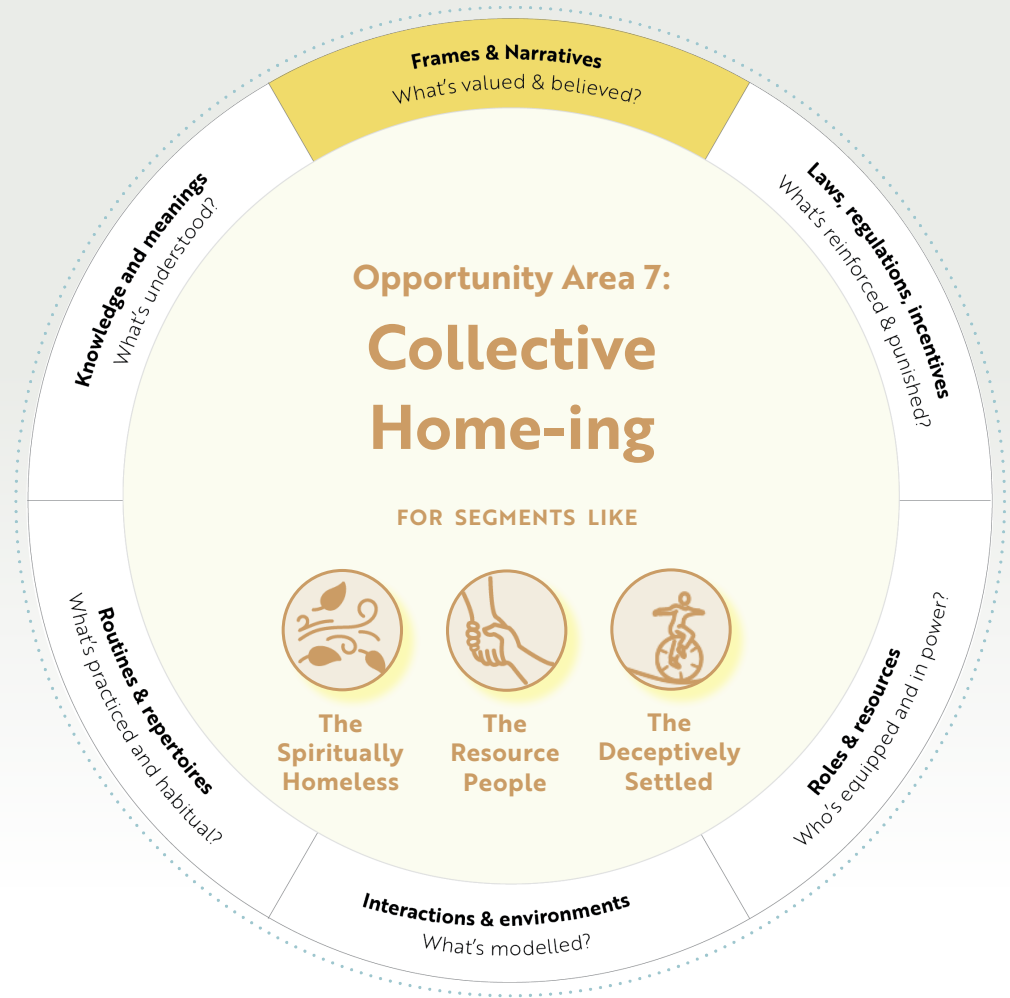 Frames & Narratives
What's valued & believed?
Laws, regulations, incentives
What's reinforced & punished?
Roles & resources
Who's equipped and in power?
Interactions & environments
What's modelled?
Routines & repertoires
What's practiced and habitual?
Knowledge and meanings
What's understood?
Opportunity Area 7:
Collective
Home-ing
FOR SEGMENTS LIKE
The
Spiritually
Homeless
The
Resource
People
The
Deceptively
Settled